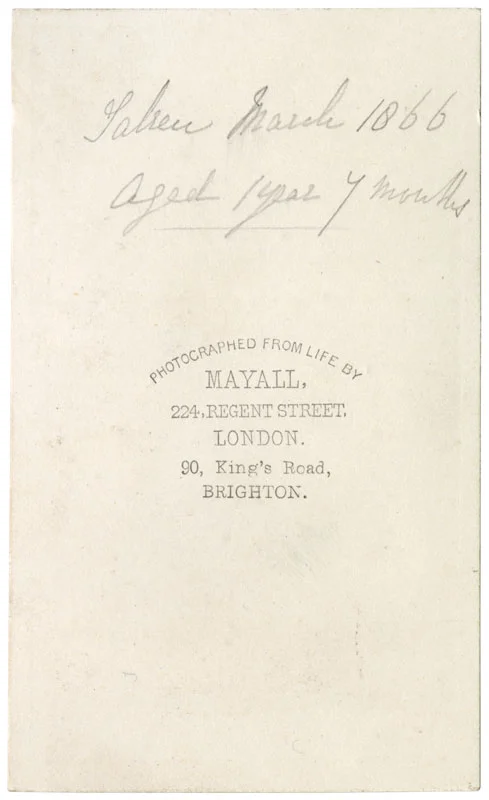 Taken March 1866
Aged 1 year 7 months
PHOTOGRAPHED FROM LIFE BY
MAYALL,
224, REGENT STREET,
LONDON.
90, King's Road,
BRIGHTON.